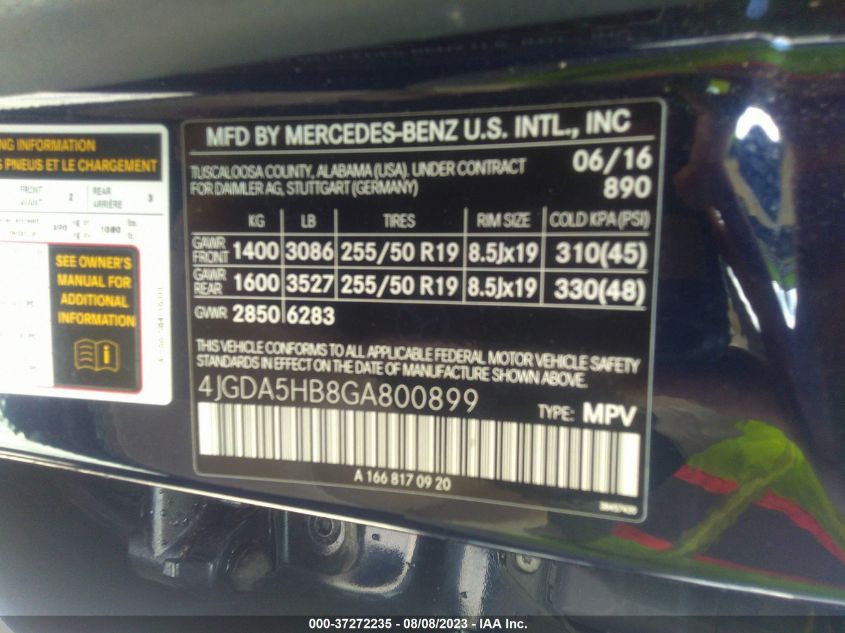 NG INFORMATION
S PNEUS ET LE CHARGEMENT
FRONT 2 REAR 3
AVANT ARRIÈRE
SEE OWNER'S
MANUAL FOR
ADDITIONAL
INFORMATION
MFD BY MERCEDES-BENZ U.S. INTL., INC
TUSCALOOSA COUNTY, ALABAMA (USA). UNDER CONTRACT 06/16
FOR DAIMLER AG, STUTTGART (GERMANY) 890
KG LB TIRES RIM SIZE COLD KPA(PSI)
GAWR FRONT 1400 3086 255/50 R19 8.5Jx19 310(45)
GAWR REAR 1600 3527 255/50 R19 8.5Jx19 330(48)
GVWR 2850 6283
THIS VEHICLE CONFORMS TO ALL APPLICABLE FEDERAL MOTOR VEHICLE SAFETY
STANDARDS IN EFFECT ON THE DATE OF MANUFACTURE SHOWN ABOVE.
4JGDA5HB8GA800899 TYPE: MPV
A 166 817 09 20
000-37272235 - 08/08/2023 - IAA Inc.